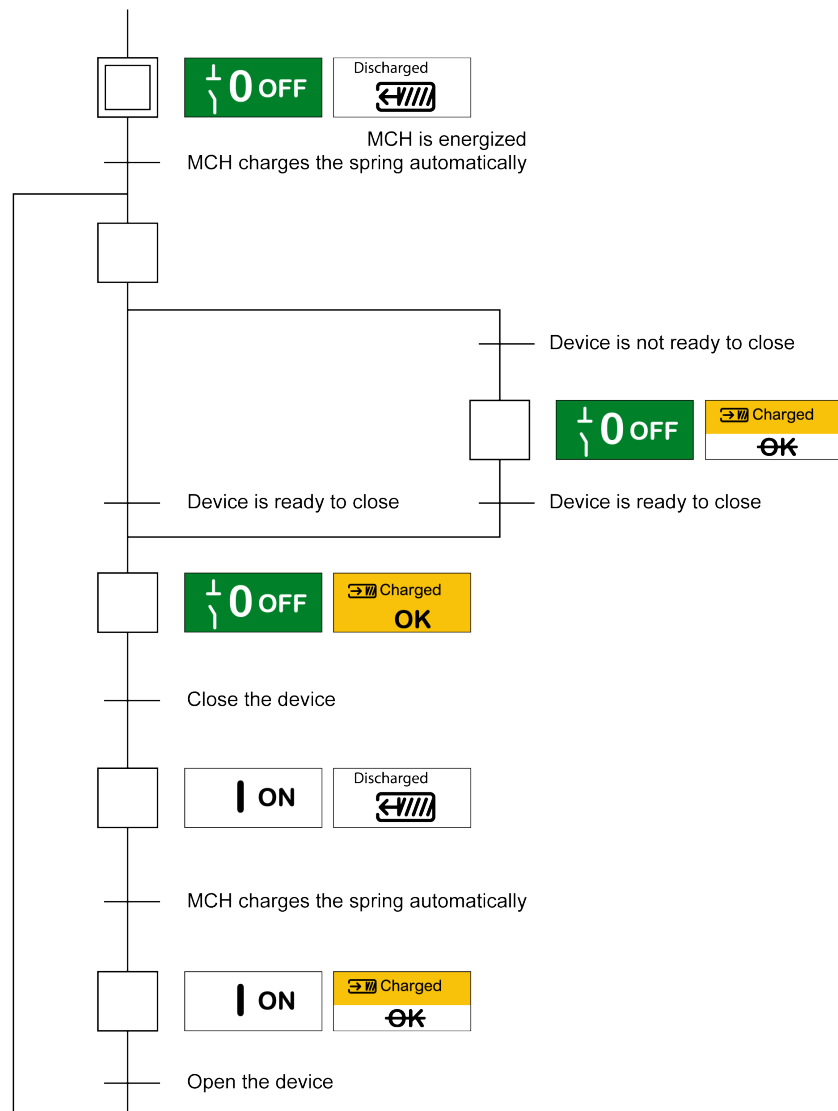 0 OFF
Discharged
MCH is energized
MCH charges the spring automatically
Device is not ready to close
0 OFF
Charged
OK
Device is ready to close
Device is ready to close
0 OFF
Charged
OK
Close the device
I ON
Discharged
MCH charges the spring automatically
I ON
Charged
OK
Open the device